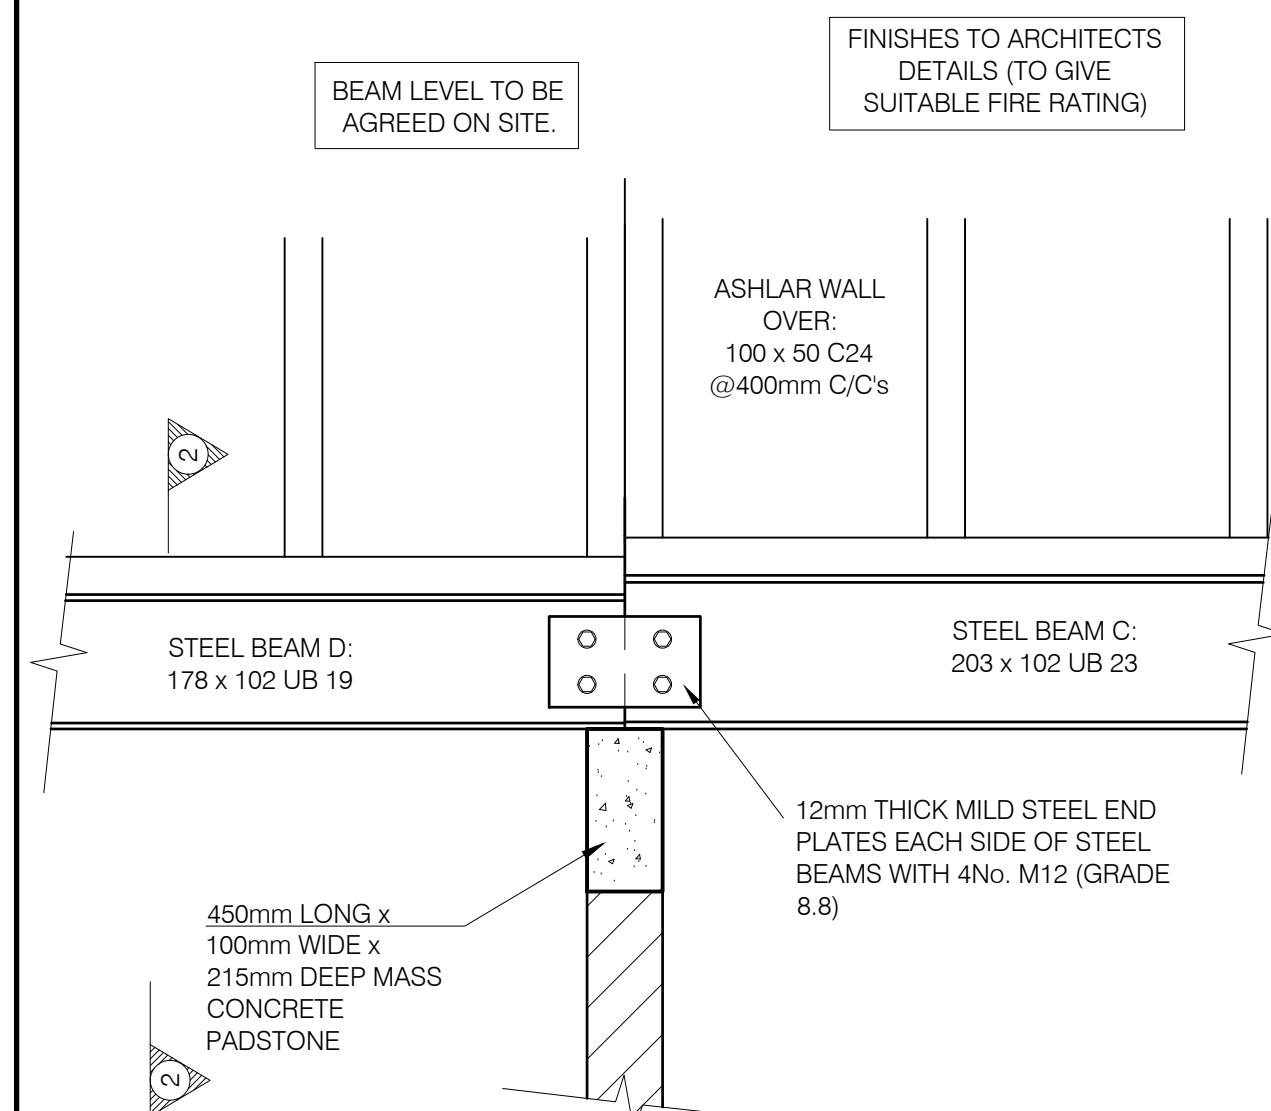 BEAM LEVEL TO BE
AGREED ON SITE.
FINISHES TO ARCHITECTS
DETAILS (TO GIVE
SUITABLE FIRE RATING)
ASHLAR WALL
OVER:
100 x 50 C24
@400mm C/C's
2
STEEL BEAM D:
178 x 102 UB 19
STEEL BEAM C:
203 x 102 UB 23
12mm THICK MILD STEEL END
PLATES EACH SIDE OF STEEL
BEAMS WITH 4No. M12 (GRADE
8.8)
450mm LONG x
100mm WIDE x
215mm DEEP MASS
CONCRETE
PADSTONE
2